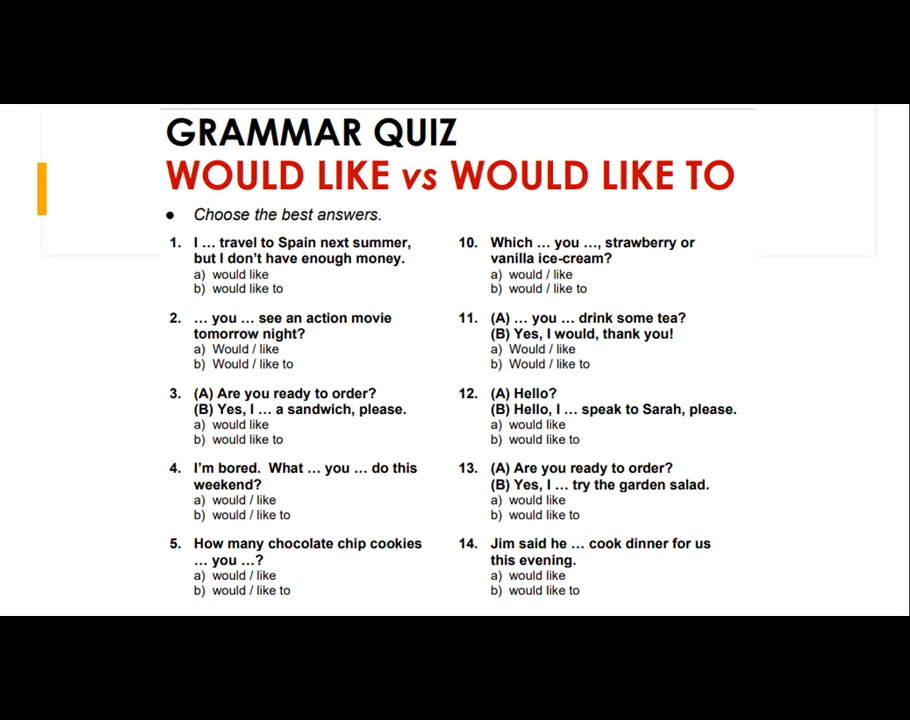 GRAMMAR QUIZ
WOULD LIKE vs WOULD LIKE TO
● Choose the best answers.
1. I ... travel to Spain next summer,
but I don't have enough money.
a) would like
b) would like to
2. ... you ... see an action movie
tomorrow night?
a) Would / like
b) Would / like to
3. (A) Are you ready to order?
(B) Yes, I ... a sandwich, please.
a) would like
b) would like to
4. I'm bored. What ... you ... do this
weekend?
a) would / like
b) would / like to
5. How many chocolate chip cookies
... you ...?
a) would / like
b) would / like to
10. Which ... you ..., strawberry or
vanilla ice-cream?
a) would / like
b) would / like to
11. (A) ... you ... drink some tea?
(B) Yes, I would, thank you!
a) Would / like
b) Would / like to
12. (A) Hello?
(B) Hello, I ... speak to Sarah, please.
a) would like
b) would like to
13. (A) Are you ready to order?
(B) Yes, I ... try the garden salad.
a) would like
b) would like to
14. Jim said he ... cook dinner for us
this evening.
a) would like
b) would like to